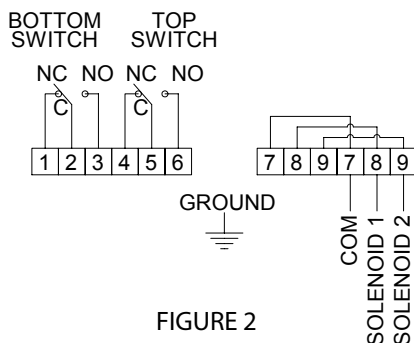 BOTTOM SWITCH
TOP SWITCH
NC NO NC NO
C C
1 2 3 4 5 6
7 8 9 7 8 9
GROUND
COM
SOLENOID 1
SOLENOID 2
FIGURE 2